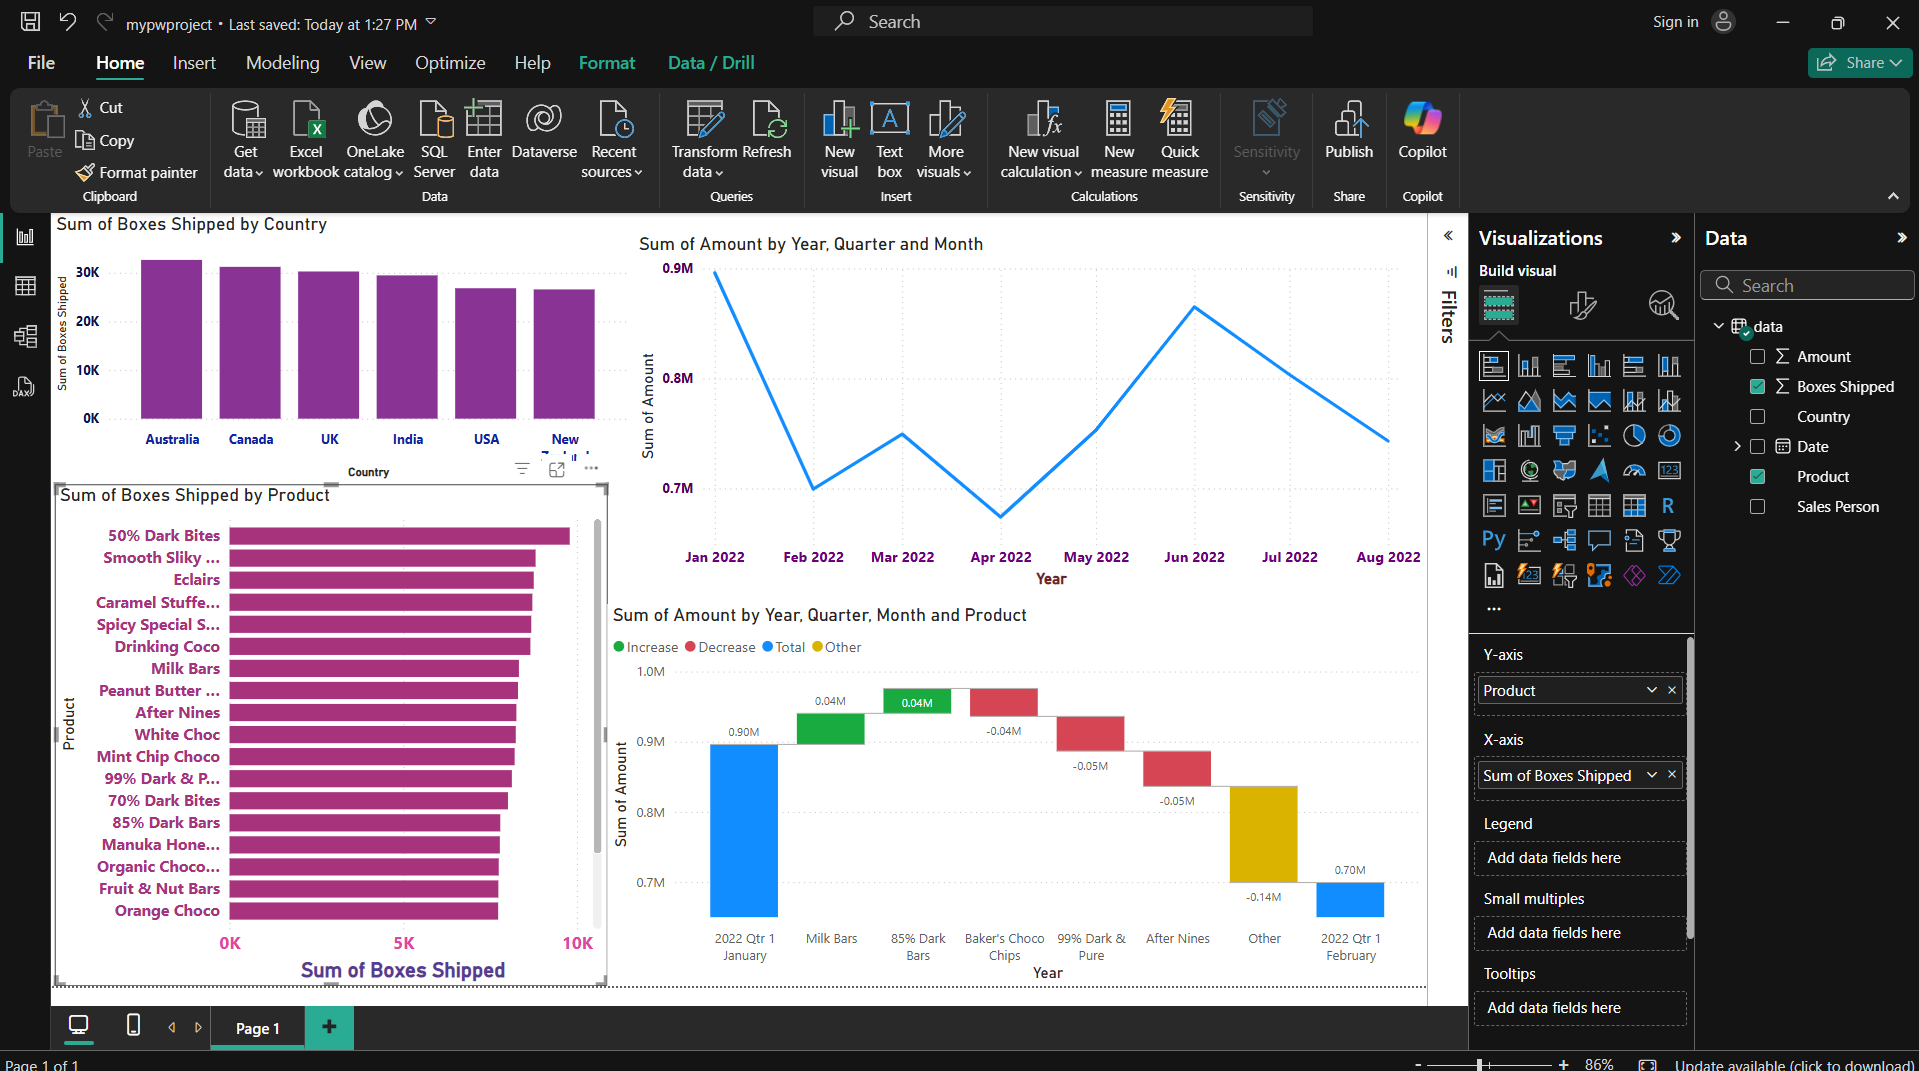 mypwproject • Last saved: Today at 1:27 PM
Search
Sign in
File
Home
Insert
Modeling
View
Optimize
Help
Format
Data / Drill
Share
Paste
Cut
Copy
Format painter
Clipboard
Get
data
Excel
workbook
OneLake
catalog
SQL
Server
Enter
data
Dataverse
Recent
sources
Data
Transform
data
Refresh
Queries
New
visual
A
Text
box
More
visuals
Insert
New visual
calculation
New
measure
Quick
measure
Calculations
Sensitivity
Sensitivity
Publish
Share
Copilot
Copilot
DAX
Sum of Boxes Shipped by Country
Sum of Boxes Shipped
30K
20K
10K
0K
Australia
Canada
UK
India
USA
New
Country
Sum of Amount by Year, Quarter and Month
Sum of Amount
0.9M
0.8M
0.7M
Jan 2022
Feb 2022
Mar 2022
Apr 2022
May 2022
Jun 2022
Jul 2022
Aug 2022
Year
Sum of Boxes Shipped by Product
Product
50% Dark Bites
Smooth Sliky ...
Eclairs
Caramel Stuffe...
Spicy Special S...
Drinking Coco
Milk Bars
Peanut Butter ...
After Nines
White Choc
Mint Chip Choco
99% Dark & P...
70% Dark Bites
85% Dark Bars
Manuka Hone...
Organic Choco...
Fruit & Nut Bars
Orange Choco
0K
5K
10K
Sum of Boxes Shipped
Sum of Amount by Year, Quarter, Month and Product
Increase
Decrease
Total
Other
Sum of Amount
1.0M
0.9M
0.8M
0.7M
0.90M
0.04M
0.04M
-0.04M
-0.05M
-0.05M
-0.14M
0.70M
2022 Qtr 1
January
Milk Bars
85% Dark
Bars
Baker's Choco
Chips
99% Dark &
Pure
After Nines
Other
2022 Qtr 1
February
Year
Filters
Visualizations
Build visual
123
R
Py
123
...
Y-axis
Product
X-axis
Sum of Boxes Shipped
Legend
Add data fields here
Small multiples
Add data fields here
Tooltips
Add data fields here
Data
Search
data
Amount
Boxes Shipped
Country
Date
Product
Sales Person
Page 1
Page 1 of 1
86%
Update available (click to download)